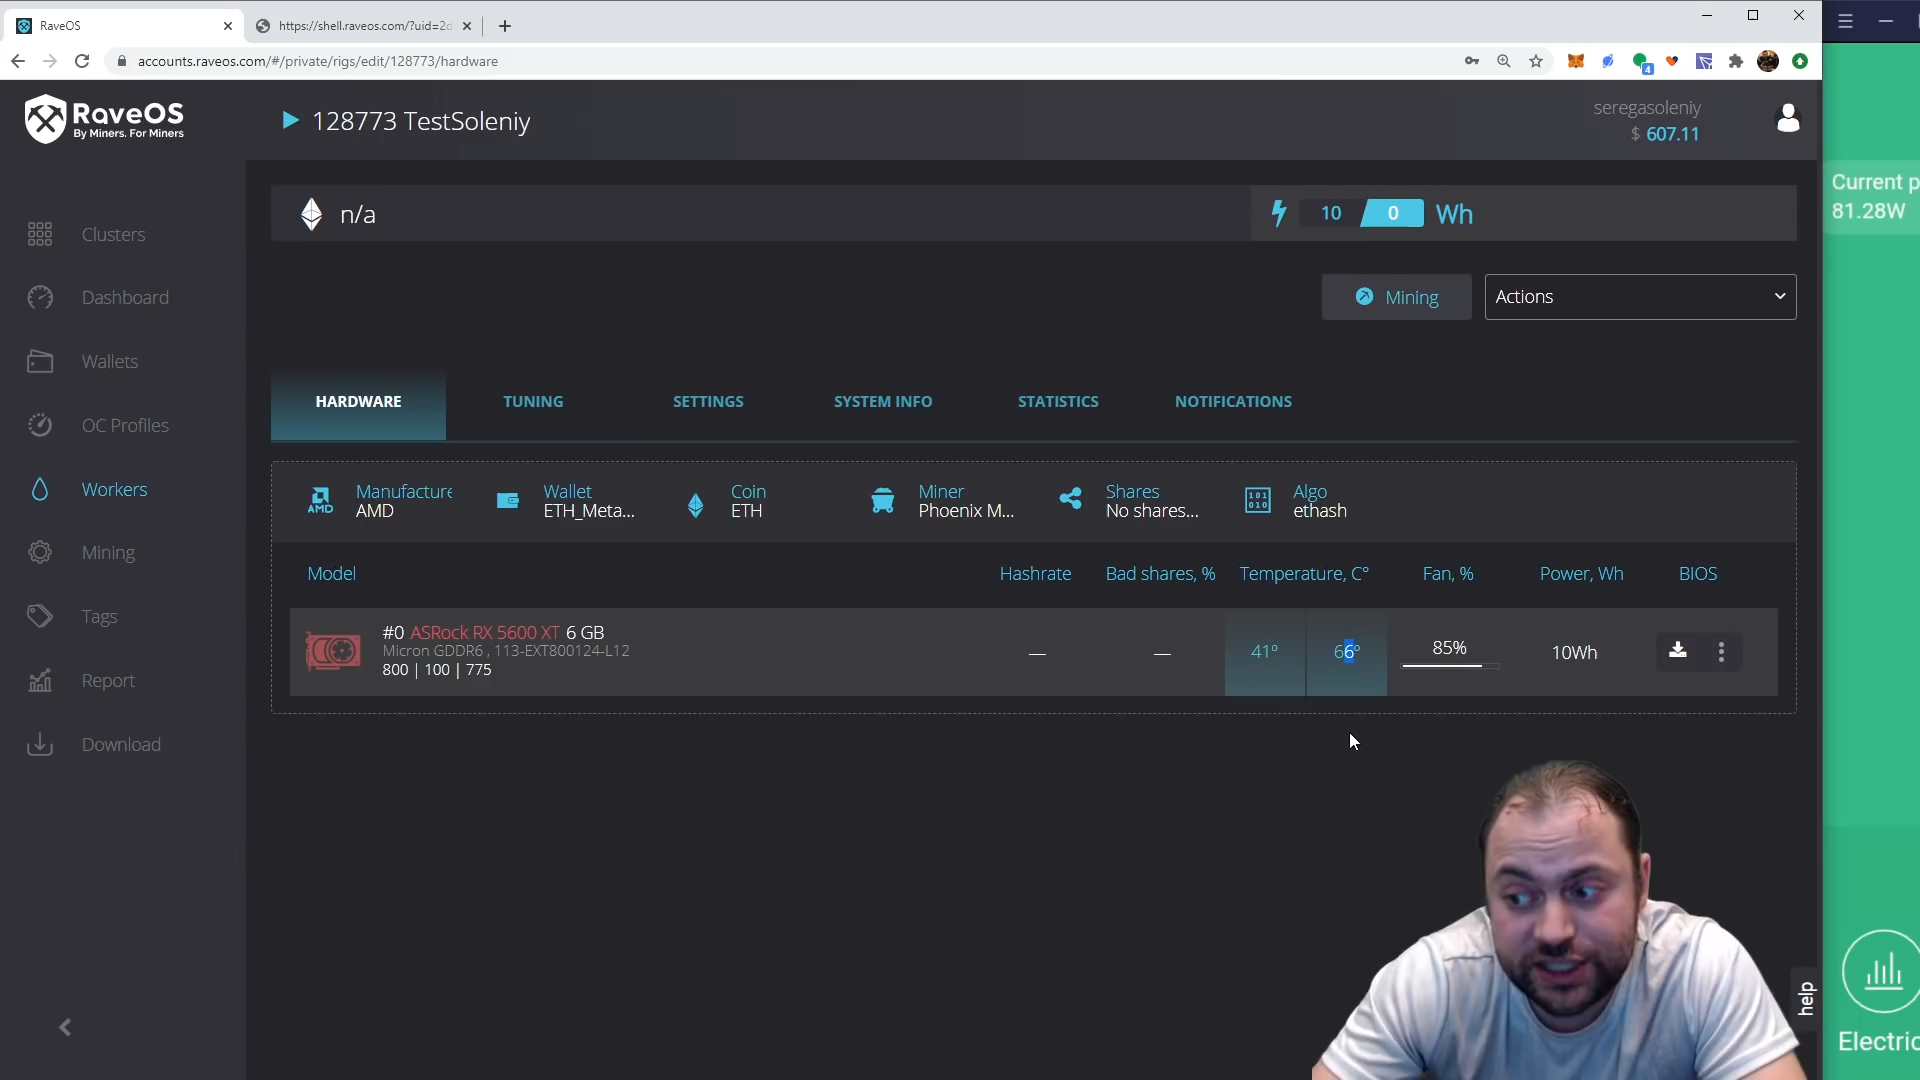 RaveOS
https://shell.raveos.com/?uid=2d
accounts.raveos.com/#/private/rigs/edit/128773/hardware
4
RaveOS
By Miners. For Miners
128773 TestSoleniy
seregasoleniy
$ 607.11
Current p
81.28W
n/a
10 0 Wh
Clusters
Dashboard
Wallets
OC Profiles
Workers
Mining
Tags
Report
Download
Mining
Actions
HARDWARE
TUNING
SETTINGS
SYSTEM INFO
STATISTICS
NOTIFICATIONS
AMD
Manufacture
AMD
Wallet
ETH_Meta...
Coin
ETH
Miner
Phoenix M...
Shares
No shares...
101
010
Algo
ethash
Model Hashrate Bad shares, % Temperature, C° Fan, % Power, Wh BIOS
#0 ASRock RX 5600 XT 6 GB
Micron GDDR6 , 113-EXT800124-L12
800 | 100 | 775
— — 41° 66° 85% 10Wh
help
Electric